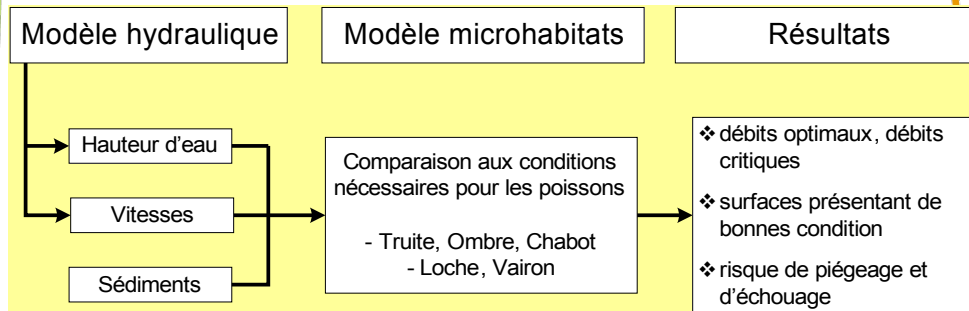 Modèle hydraulique
Modèle microhabitats
Résultats
Hauteur d'eau
Vitesses
Sédiments
Comparaison aux conditions
nécessaires pour les poissons
- Truite, Ombre, Chabot
- Loche, Vairon
❖ débits optimaux, débits
critiques
❖ surfaces présentant de
bonnes condition
❖ risque de piégeage et
d'échouage